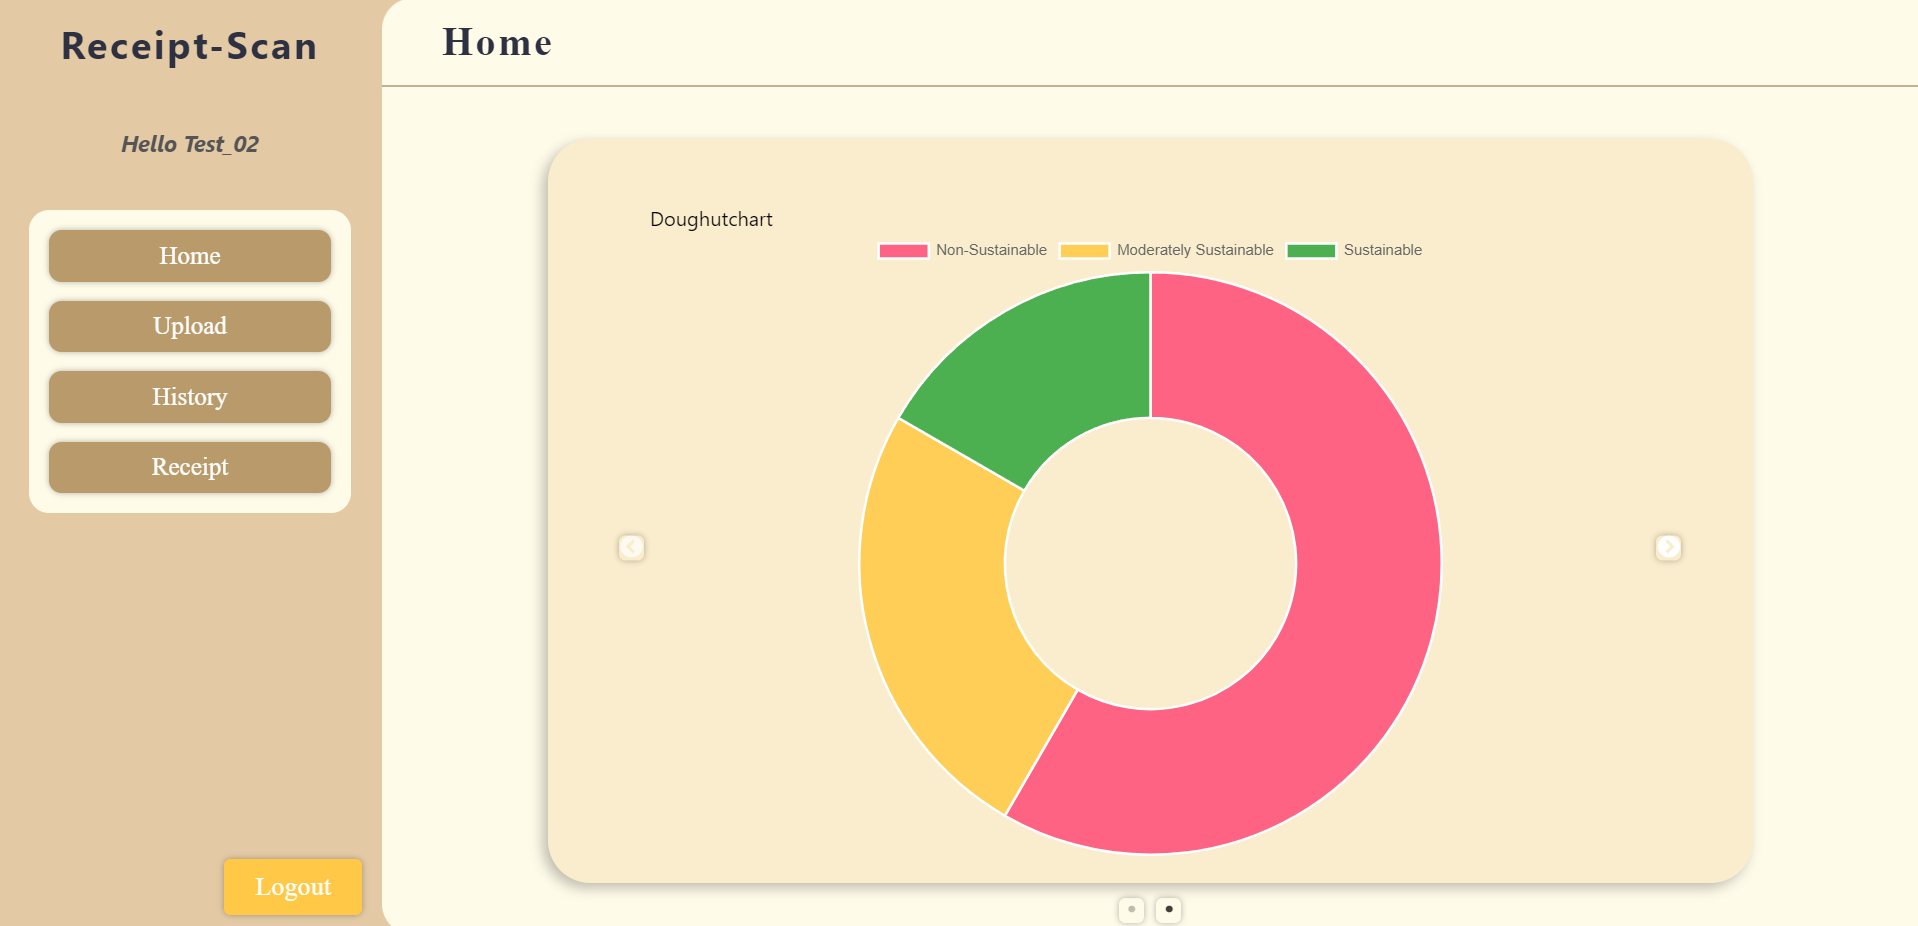 Receipt-Scan
Hello Test_02
Home
Upload
History
Receipt
Logout
Home
Doughutchart
Non-Sustainable Moderately Sustainable Sustainable